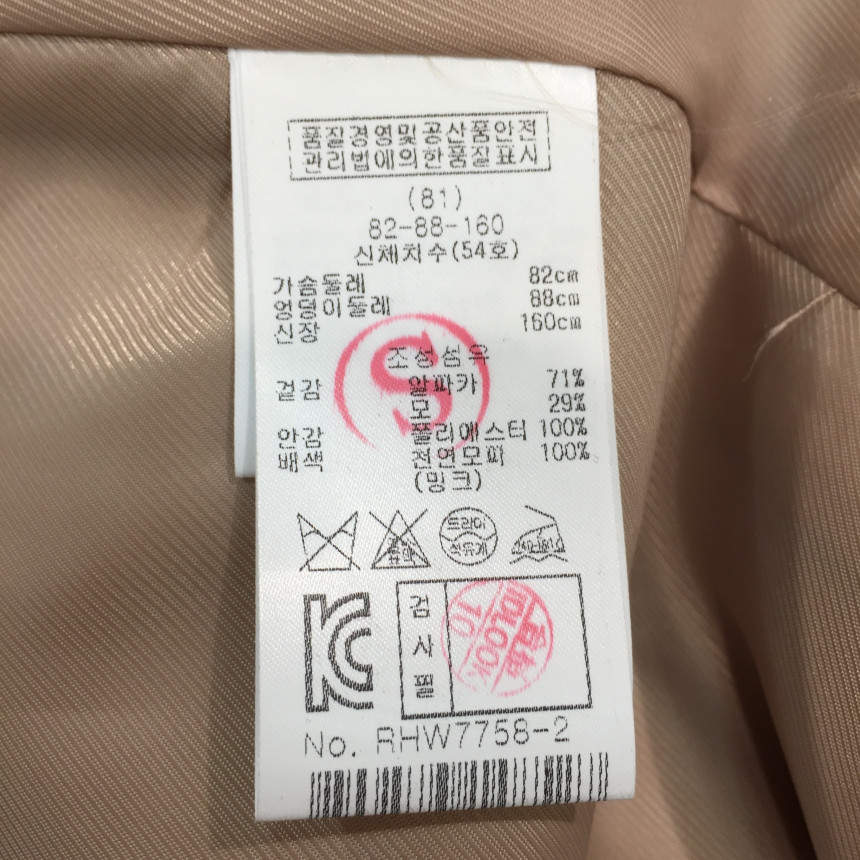 품질경영및공산품안전
관리법에의한품질표시
(81)
82-88-160
신체치수(54호)
가슴둘레 82cm
엉덩이둘레 88cm
신장 160cm
S
조성섬유
겉감 알파카 71%
모 29%
안감 폴리에스터 100%
배색 천연모피 100%
(밍크)
드라이
석유계
KC
검
사
필
No. RHW7758-2